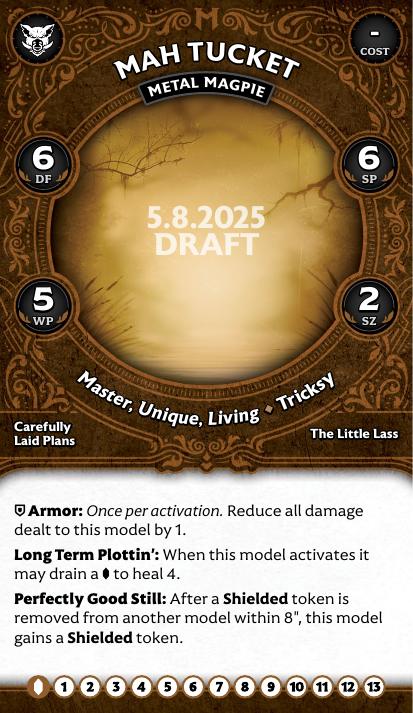 M
MAH TUCKET
METAL MAGPIE
-
COST
6
DF
6
SP
5.8.2025
DRAFT
5
WP
2
SZ
Master, Unique, Living ♦ Tricksy
Carefully
Laid Plans
The Little Lass
Armor: Once per activation. Reduce all damage
dealt to this model by 1.
Long Term Plottin’: When this model activates it
may drain a to heal 4.
Perfectly Good Still: After a Shielded token is
removed from another model within 8", this model
gains a Shielded token.
1 2 3 4 5 6 7 8 9 10 11 12 13